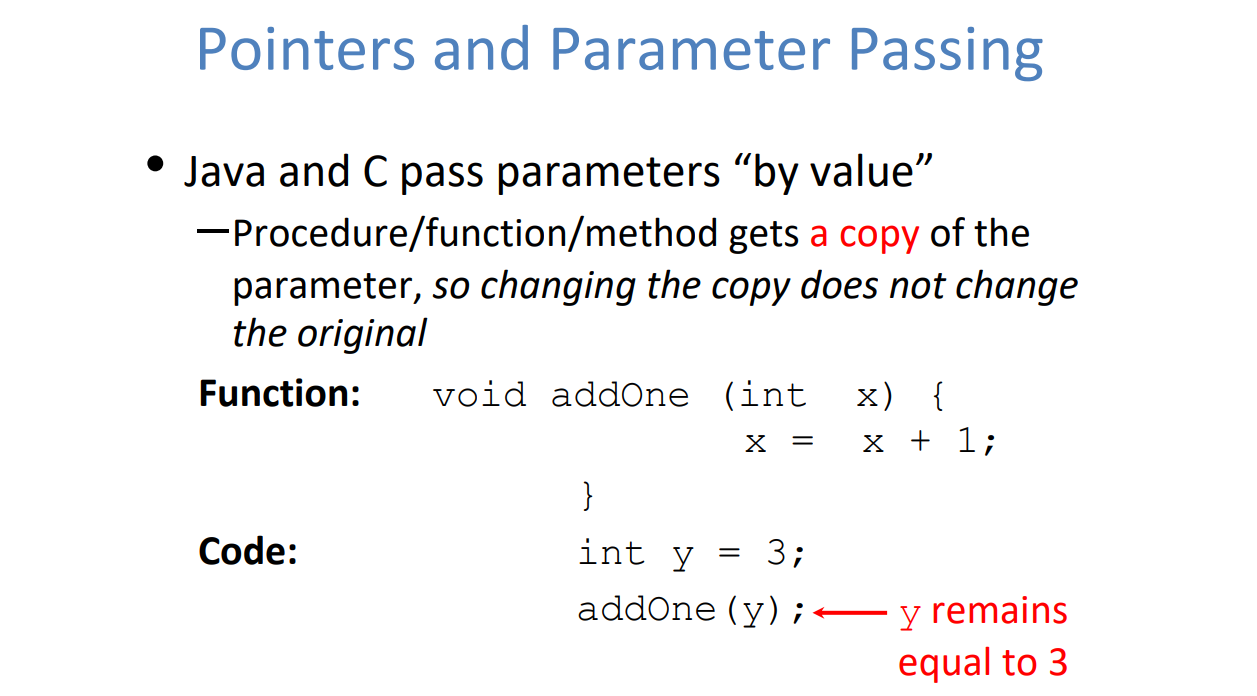 Pointers and Parameter Passing
• Java and C pass parameters “by value”
—Procedure/function/method gets a copy of the
parameter, so changing the copy does not change
the original
Function: void addOne (int x) {
x = x + 1;
}
Code: int y = 3;
addOne(y); y remains
equal to 3